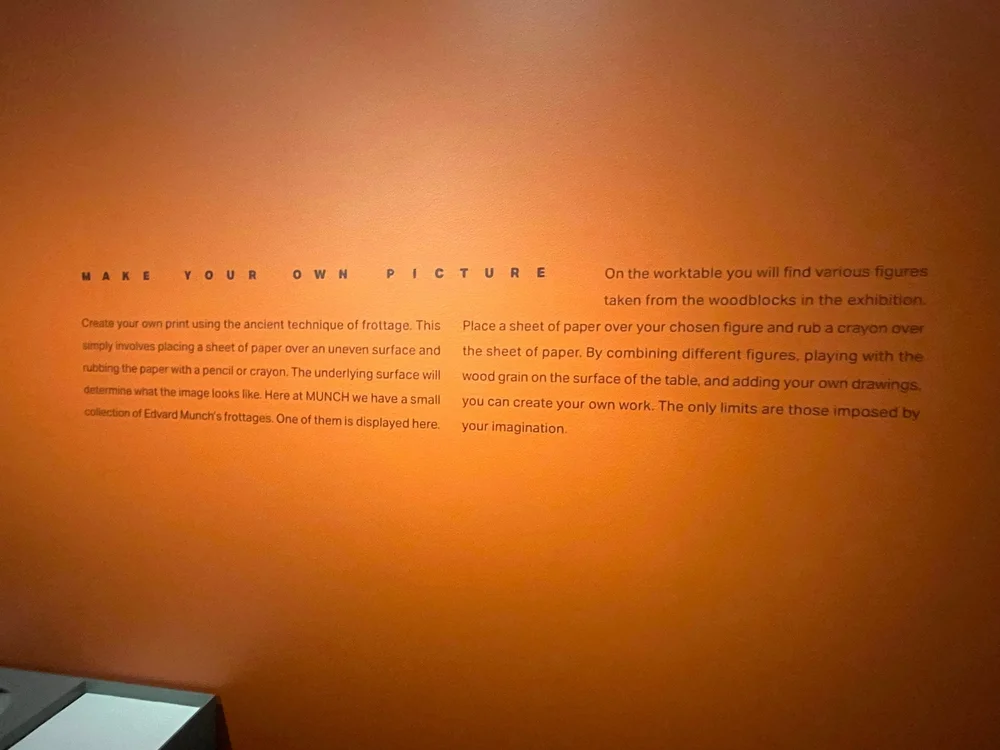 MAKE YOUR OWN PICTURE
Create your own print using the ancient technique of frottage. This
simply involves placing a sheet of paper over an uneven surface and
rubbing the paper with a pencil or crayon. The underlying surface will
determine what the image looks like. Here at MUNCH we have a small
collection of Edvard Munch's frottages. One of them is displayed here.
On the worktable you will find various figures
taken from the woodblocks in the exhibition.
Place a sheet of paper over your chosen figure and rub a crayon over
the sheet of paper. By combining different figures, playing with the
wood grain on the surface of the table, and adding your own drawings,
you can create your own work. The only limits are those imposed by
your imagination.